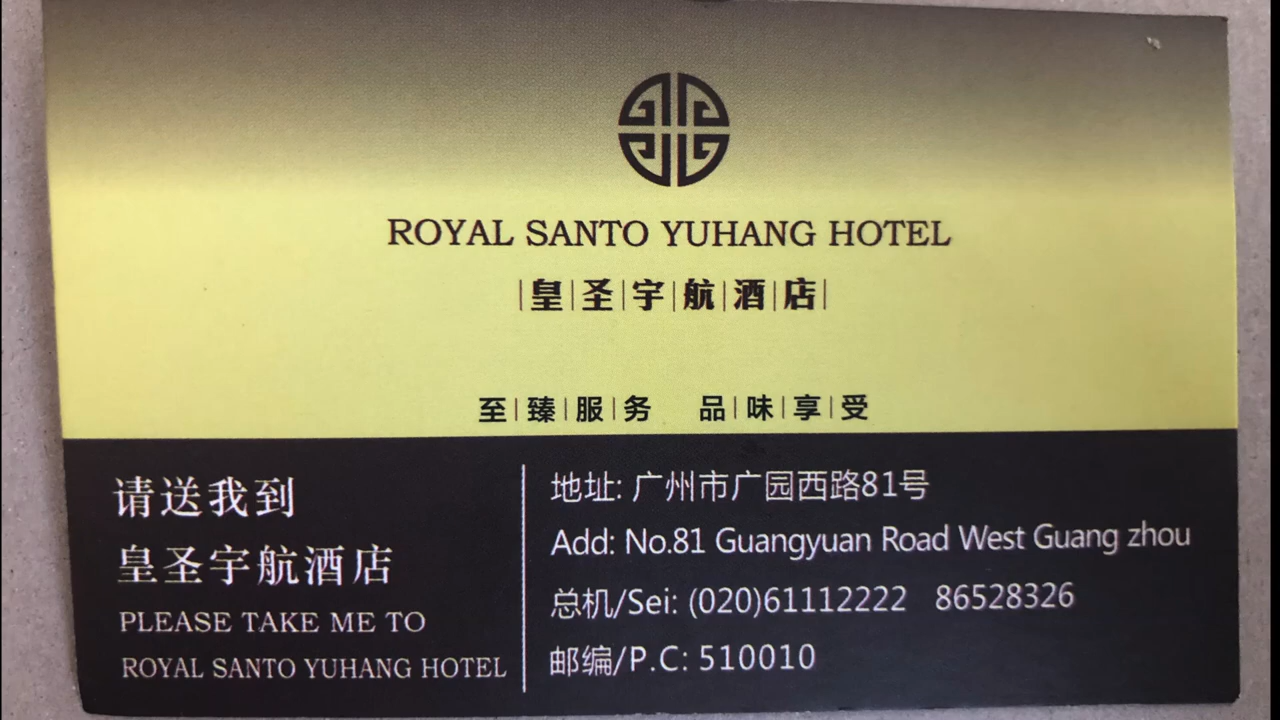 ROYAL SANTO YUHANG HOTEL
|皇|圣|宇|航|酒|店|
至|臻|服|务 品|味|享|受
请送我到
皇圣宇航酒店
PLEASE TAKE ME TO
ROYAL SANTO YUHANG HOTEL
地址: 广州市广园西路81号
Add: No.81 Guangyuan Road West Guang zhou
总机/Sei: (020)61112222 86528326
邮编/P.C: 510010